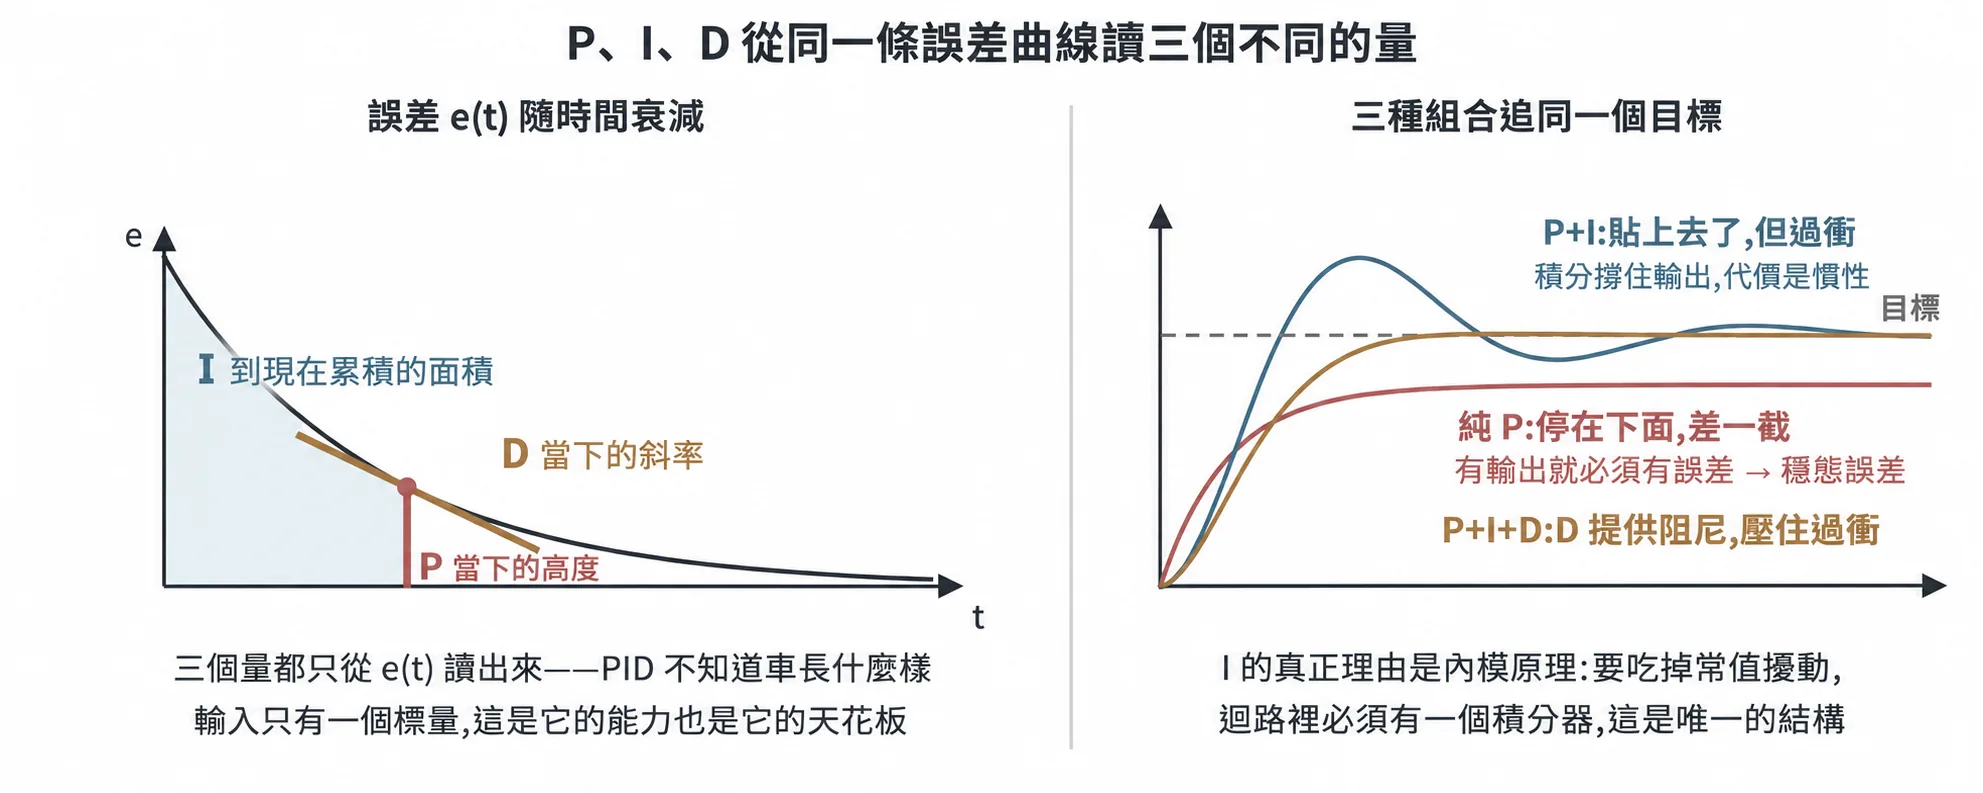 P、I、D 從同一條誤差曲線讀三個不同的量
誤差 e(t) 隨時間衰減
e
I 到現在累積的面積
D 當下的斜率
P 當下的高度
t
三個量都只從 e(t) 讀出來——PID 不知道車長什麼樣
輸入只有一個標量,這是它的能力也是它的天花板
三種組合追同一個目標
P+I:貼上去了,但過衝
積分撐住輸出,代價是慣性
目標
純 P:停在下面,差一截
有輸出就必須有誤差 → 穩態誤差
P+I+D:D 提供阻尼,壓住過衝
I 的真正理由是內模原理:要吃掉常值擾動,
迴路裡必須有一個積分器,這是唯一的結構